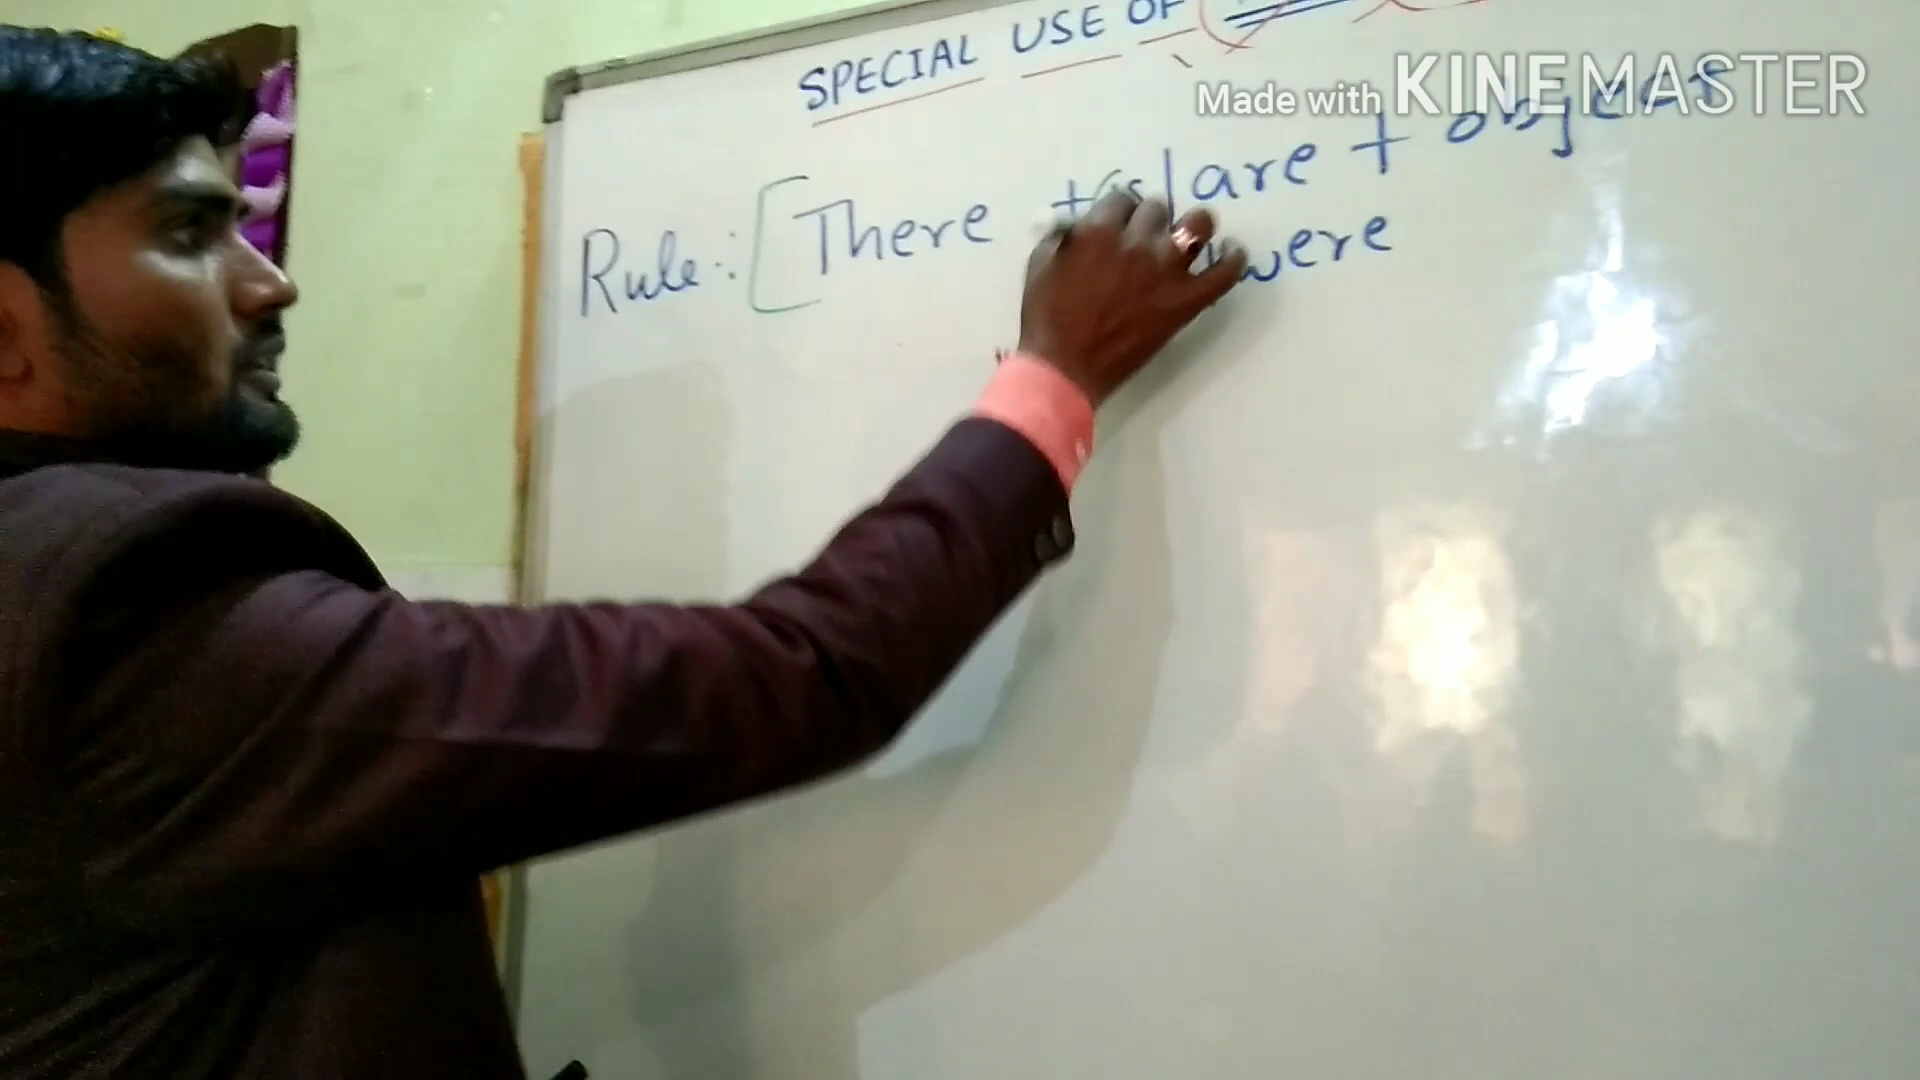 SPECIAL USE OF
Made with KINEMASTER
Rule:- [There + is/are + object
were